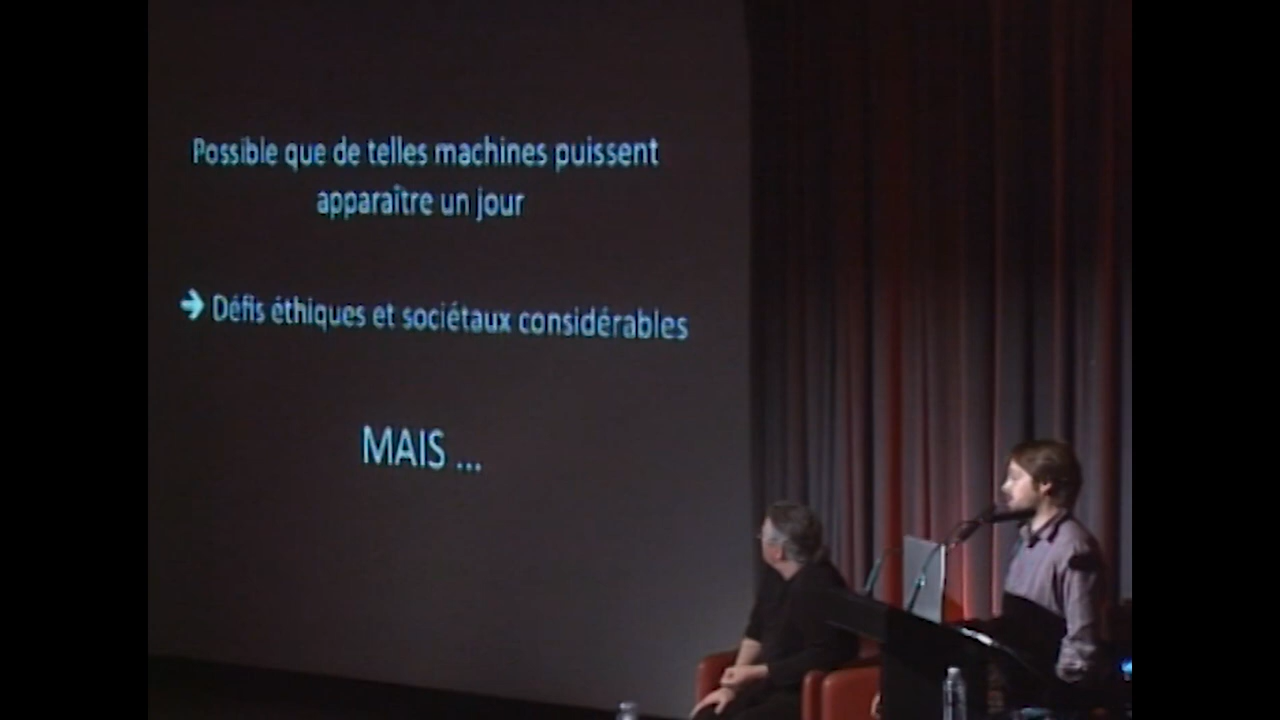 Possible que de telles machines puissent
apparaître un jour
➔ Défis éthiques et sociétaux considérables
MAIS ...